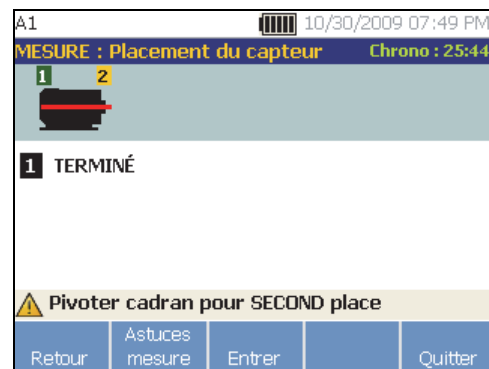 A1 10/30/2009 07:49 PM
MESURE : Placement du capteur Chrono : 25:44
1 2
1 TERMINÉ
Pivoter cadran pour SECOND place
Retour Astuces mesure Entrer Quitter